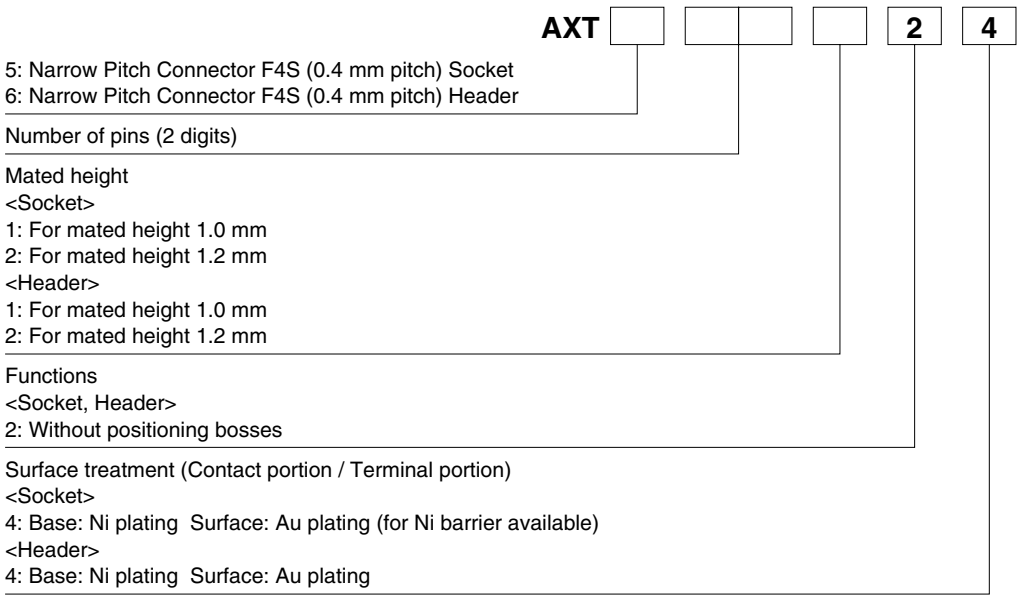 AXT 2 4
5: Narrow Pitch Connector F4S (0.4 mm pitch) Socket
6: Narrow Pitch Connector F4S (0.4 mm pitch) Header
Number of pins (2 digits)
Mated height
<Socket>
1: For mated height 1.0 mm
2: For mated height 1.2 mm
<Header>
1: For mated height 1.0 mm
2: For mated height 1.2 mm
Functions
<Socket, Header>
2: Without positioning bosses
Surface treatment (Contact portion / Terminal portion)
<Socket>
4: Base: Ni plating Surface: Au plating (for Ni barrier available)
<Header>
4: Base: Ni plating Surface: Au plating